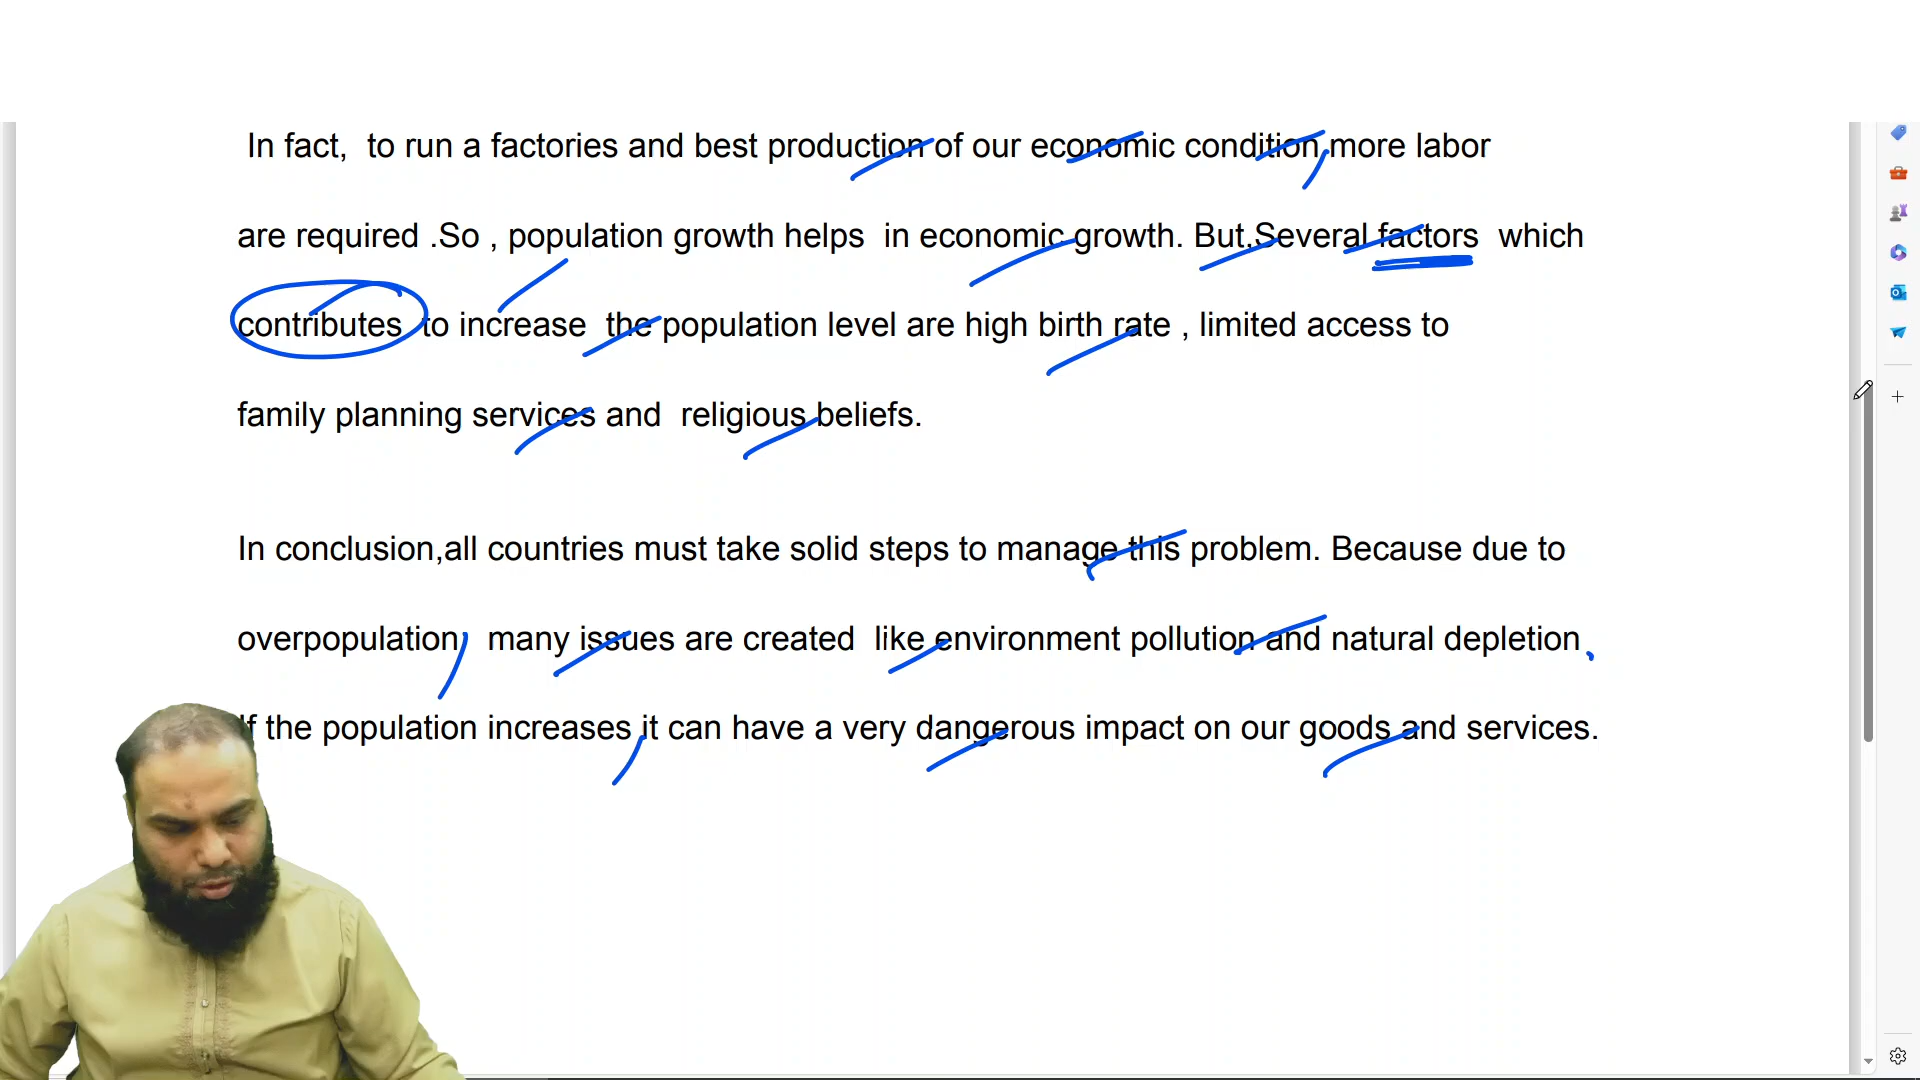 In fact, to run a factories and best production of our economic condition,more labor
are required .So , population growth helps in economic growth. But,Several factors which
contributes to increase the population level are high birth rate , limited access to
family planning services and religious beliefs.
In conclusion,all countries must take solid steps to manage this problem. Because due to
overpopulation, many issues are created like environment pollution and natural depletion.
If the population increases it can have a very dangerous impact on our goods and services.